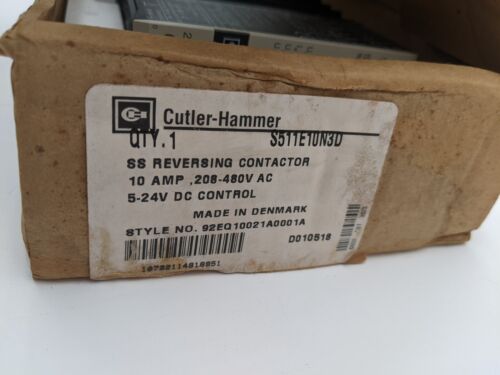 Cutler-Hammer
QTY.1 S511E10N3D
SS REVERSING CONTACTOR
10 AMP ,208-480V AC
5-24V DC CONTROL
MADE IN DENMARK
STYLE NO. 92EQ10021A0001A
D010518